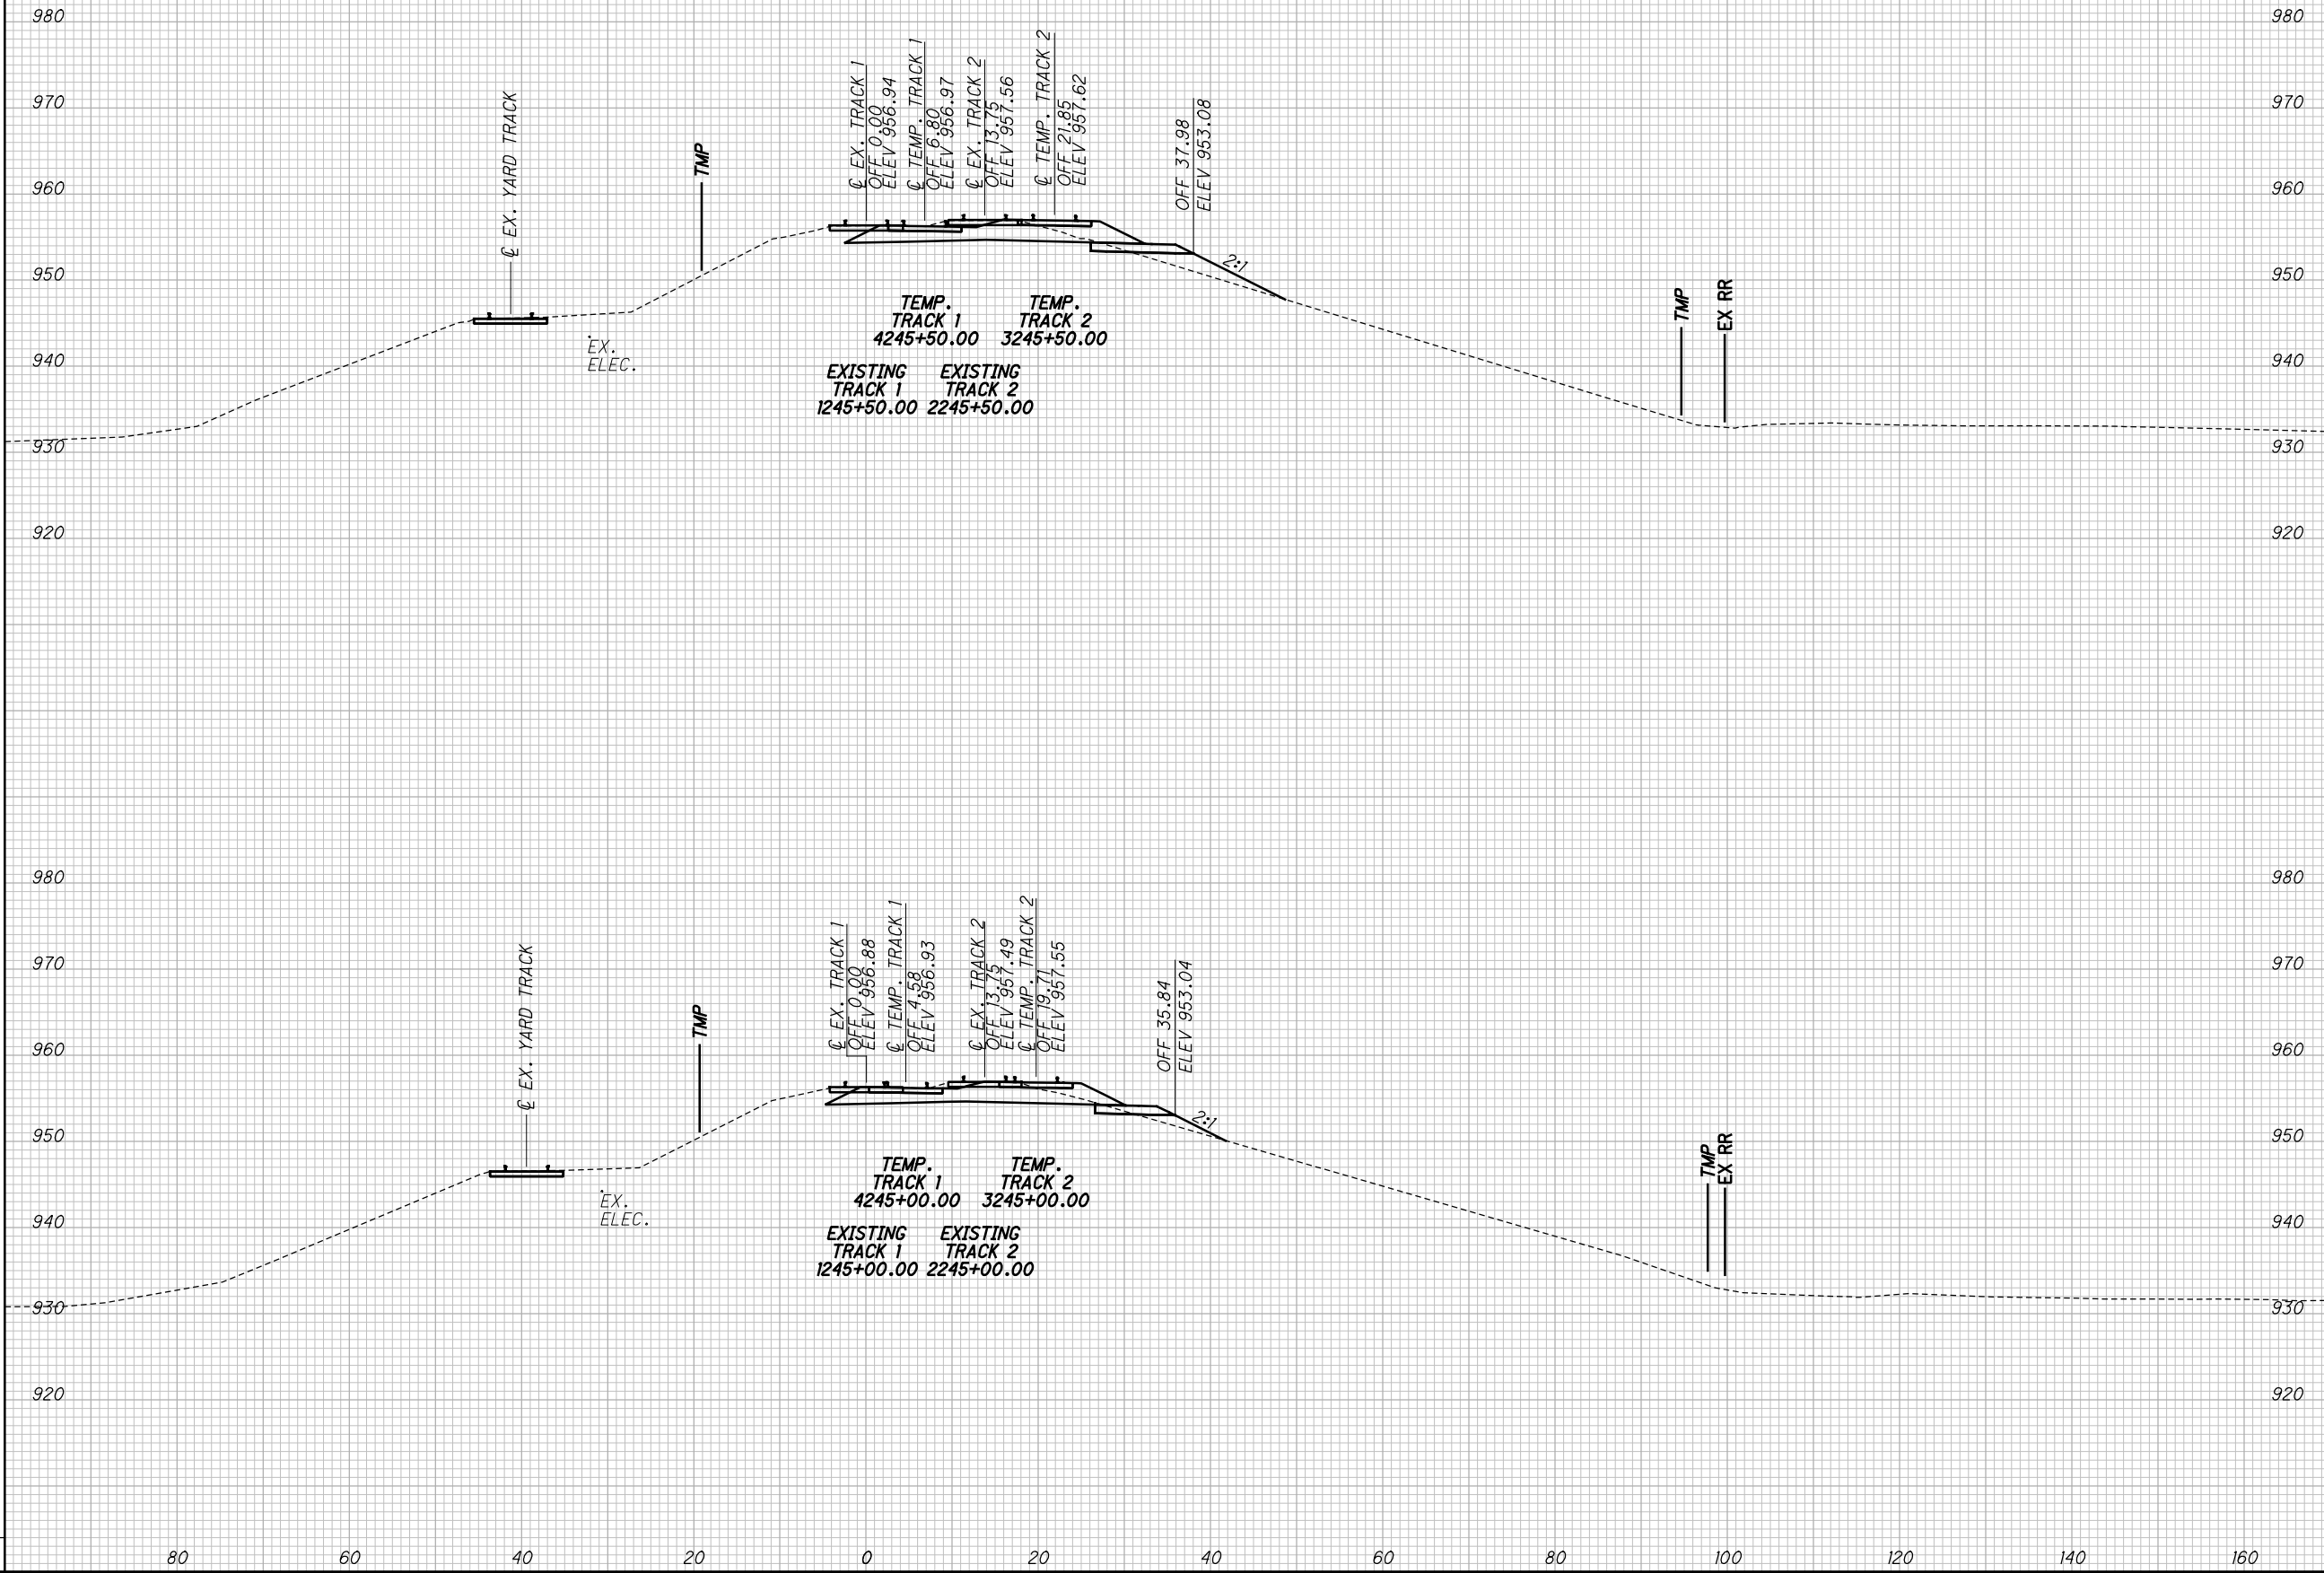 980
980
970
970
960
960
950
950
940
940
930
930
920
920
℄ EX. YARD TRACK
TMP
℄ EX. TRACK 1
OFF 0.00
ELEV 956.94
℄ TEMP. TRACK 1
OFF 6.80
ELEV 956.97
℄ EX. TRACK 2
OFF 13.75
ELEV 957.56
℄ TEMP. TRACK 2
OFF 21.85
ELEV 957.62
OFF 37.98
ELEV 953.08
2:1
TMP
EX RR
EX.
ELEC.
TEMP.
TRACK 1
4245+50.00
TEMP.
TRACK 2
3245+50.00
EXISTING
TRACK 1
1245+50.00
EXISTING
TRACK 2
2245+50.00
980
980
970
970
960
960
950
950
940
940
930
930
920
920
℄ EX. YARD TRACK
TMP
℄ EX. TRACK 1
OFF 0.00
ELEV 956.88
℄ TEMP. TRACK 1
OFF 4.58
ELEV 956.93
℄ EX. TRACK 2
OFF 13.75
ELEV 957.49
℄ TEMP. TRACK 2
OFF 19.71
ELEV 957.55
OFF 35.84
ELEV 953.04
2:1
TMP
EX RR
EX.
ELEC.
TEMP.
TRACK 1
4245+00.00
TEMP.
TRACK 2
3245+00.00
EXISTING
TRACK 1
1245+00.00
EXISTING
TRACK 2
2245+00.00
80 60 40 20 0 20 40 60 80 100 120 140 160